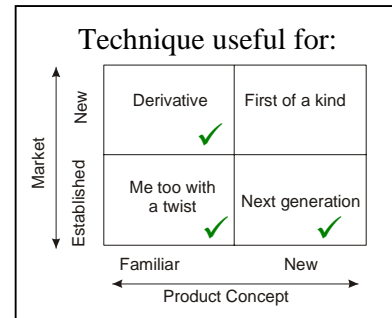 Technique useful for:
Market
New
Derivative
First of a kind
Established
Me too with
a twist
Next generation
Familiar
New
Product Concept